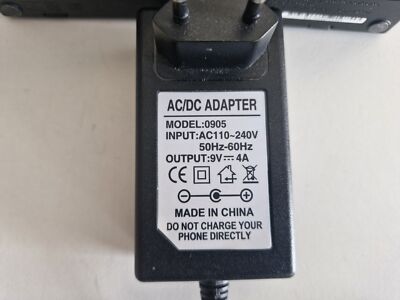 AC/DC ADAPTER
MODEL:0905
INPUT:AC110~240V
50Hz-60Hz
OUTPUT:9V⎓4A
CE
MADE IN CHINA
DO NOT CHARGE YOUR
PHONE DIRECTLY